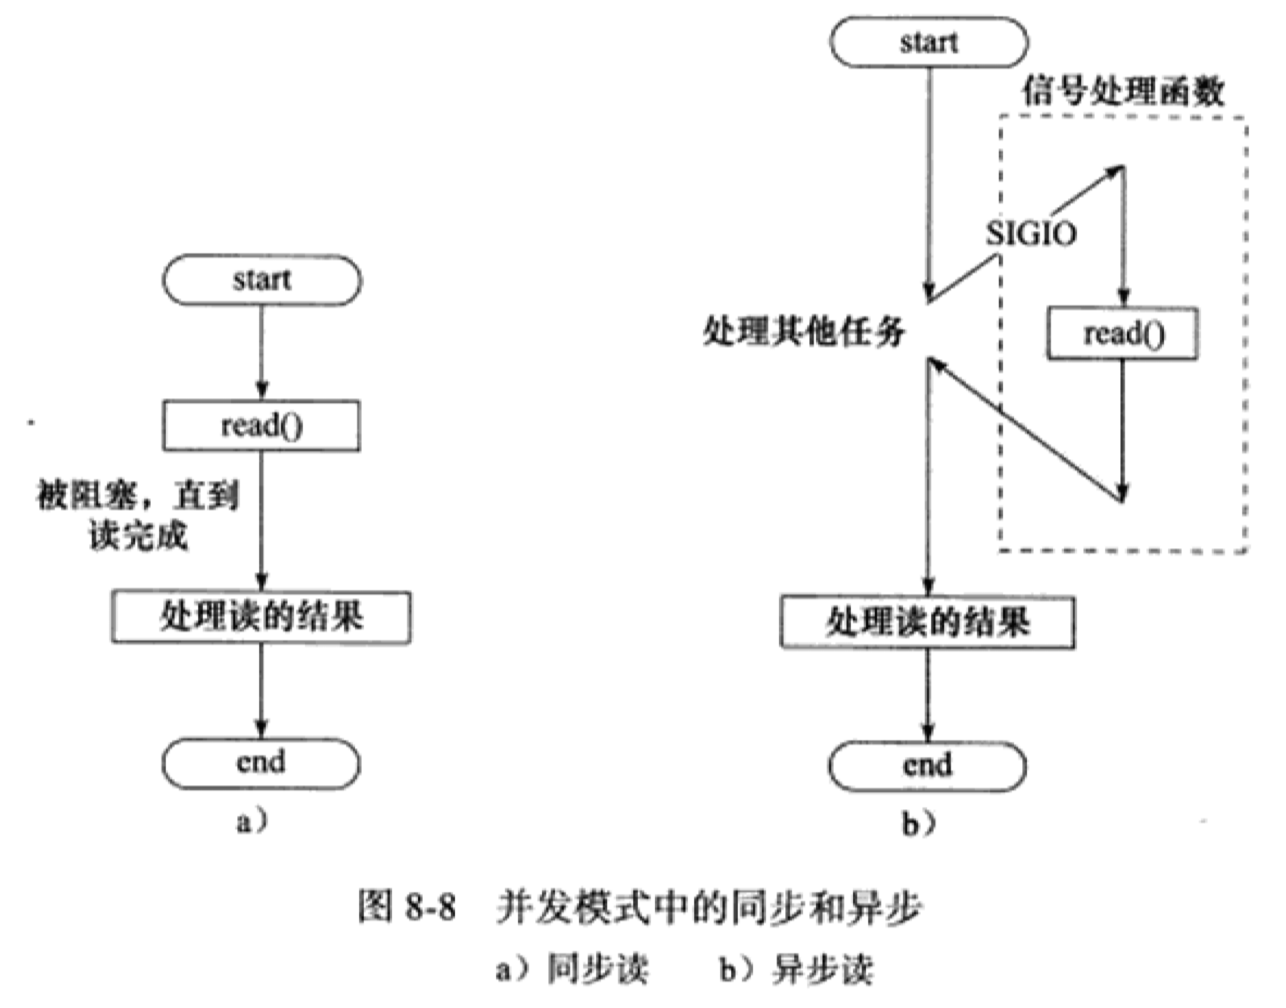 start
read()
被阻塞，直到
读完成
处理读的结果
end
a）
start
信号处理函数
SIGIO
处理其他任务
read()
处理读的结果
end
b）
图 8-8 并发模式中的同步和异步
a）同步读 b）异步读